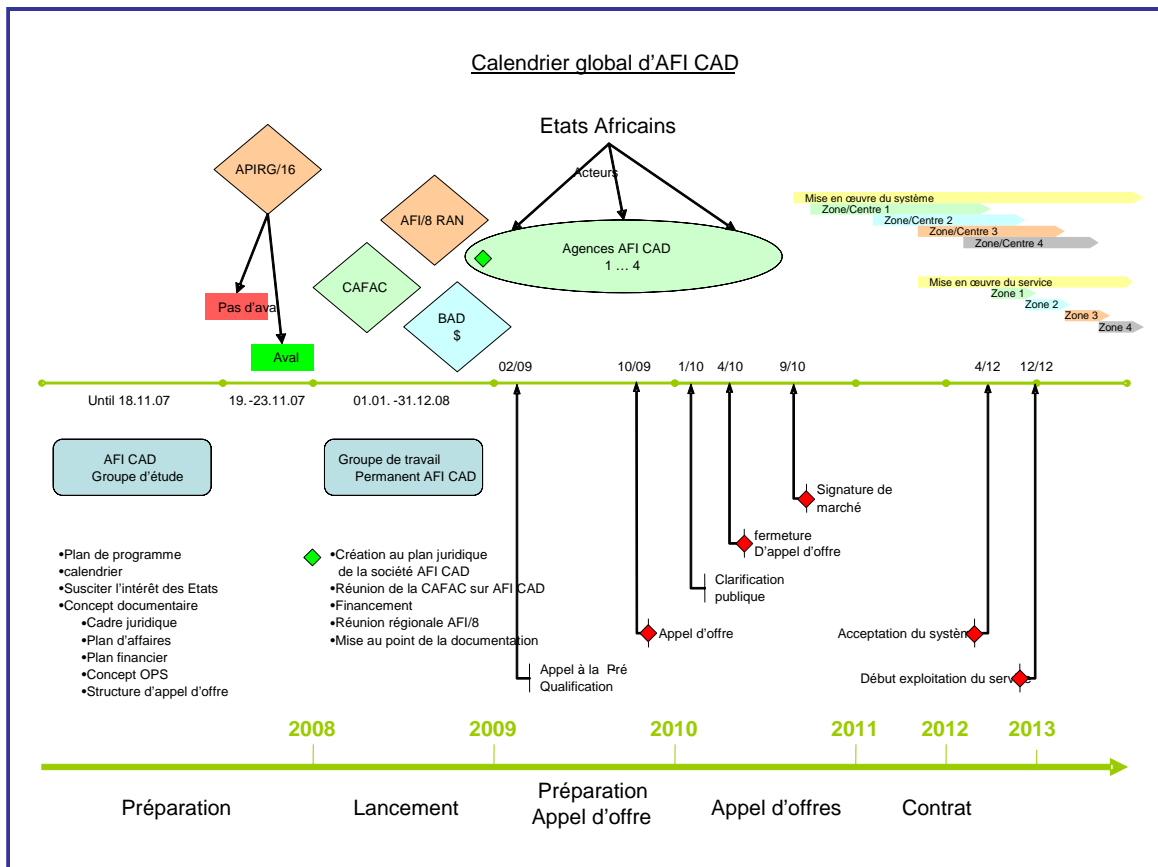 Calendrier global d'AFI CAD
Etats Africains
Acteurs
APIRG/16
AFI/8 RAN
CAFAC
BAD
$
Agences AFI CAD
1 … 4
Pas d'aval
Aval
Mise en œuvre du système
Zone/Centre 1
Zone/Centre 2
Zone/Centre 3
Zone/Centre 4
Mise en œuvre du service
Zone 1
Zone 2
Zone 3
Zone 4
02/09
10/09
1/10
4/10
9/10
4/12
12/12
Until 18.11.07
19.-23.11.07
01.01. -31.12.08
AFI CAD
Groupe d'étude
Groupe de travail
Permanent AFI CAD
•Plan de programme
•calendrier
•Susciter l'intérêt des Etats
•Concept documentaire
•Cadre juridique
•Plan d'affaires
•Plan financier
•Concept OPS
•Structure d'appel d'offre
•Création au plan juridique
de la société AFI CAD
•Réunion de la CAFAC sur AFI CAD
•Financement
•Réunion régionale AFI/8
•Mise au point de la documentation
Signature de
marché
fermeture
D'appel d'offre
Clarification
publique
Appel d'offre
Appel à la Pré
Qualification
Acceptation du système
Début exploitation du service
2008
2009
2010
2011
2012
2013
Préparation
Lancement
Préparation
Appel d'offre
Appel d'offres
Contrat